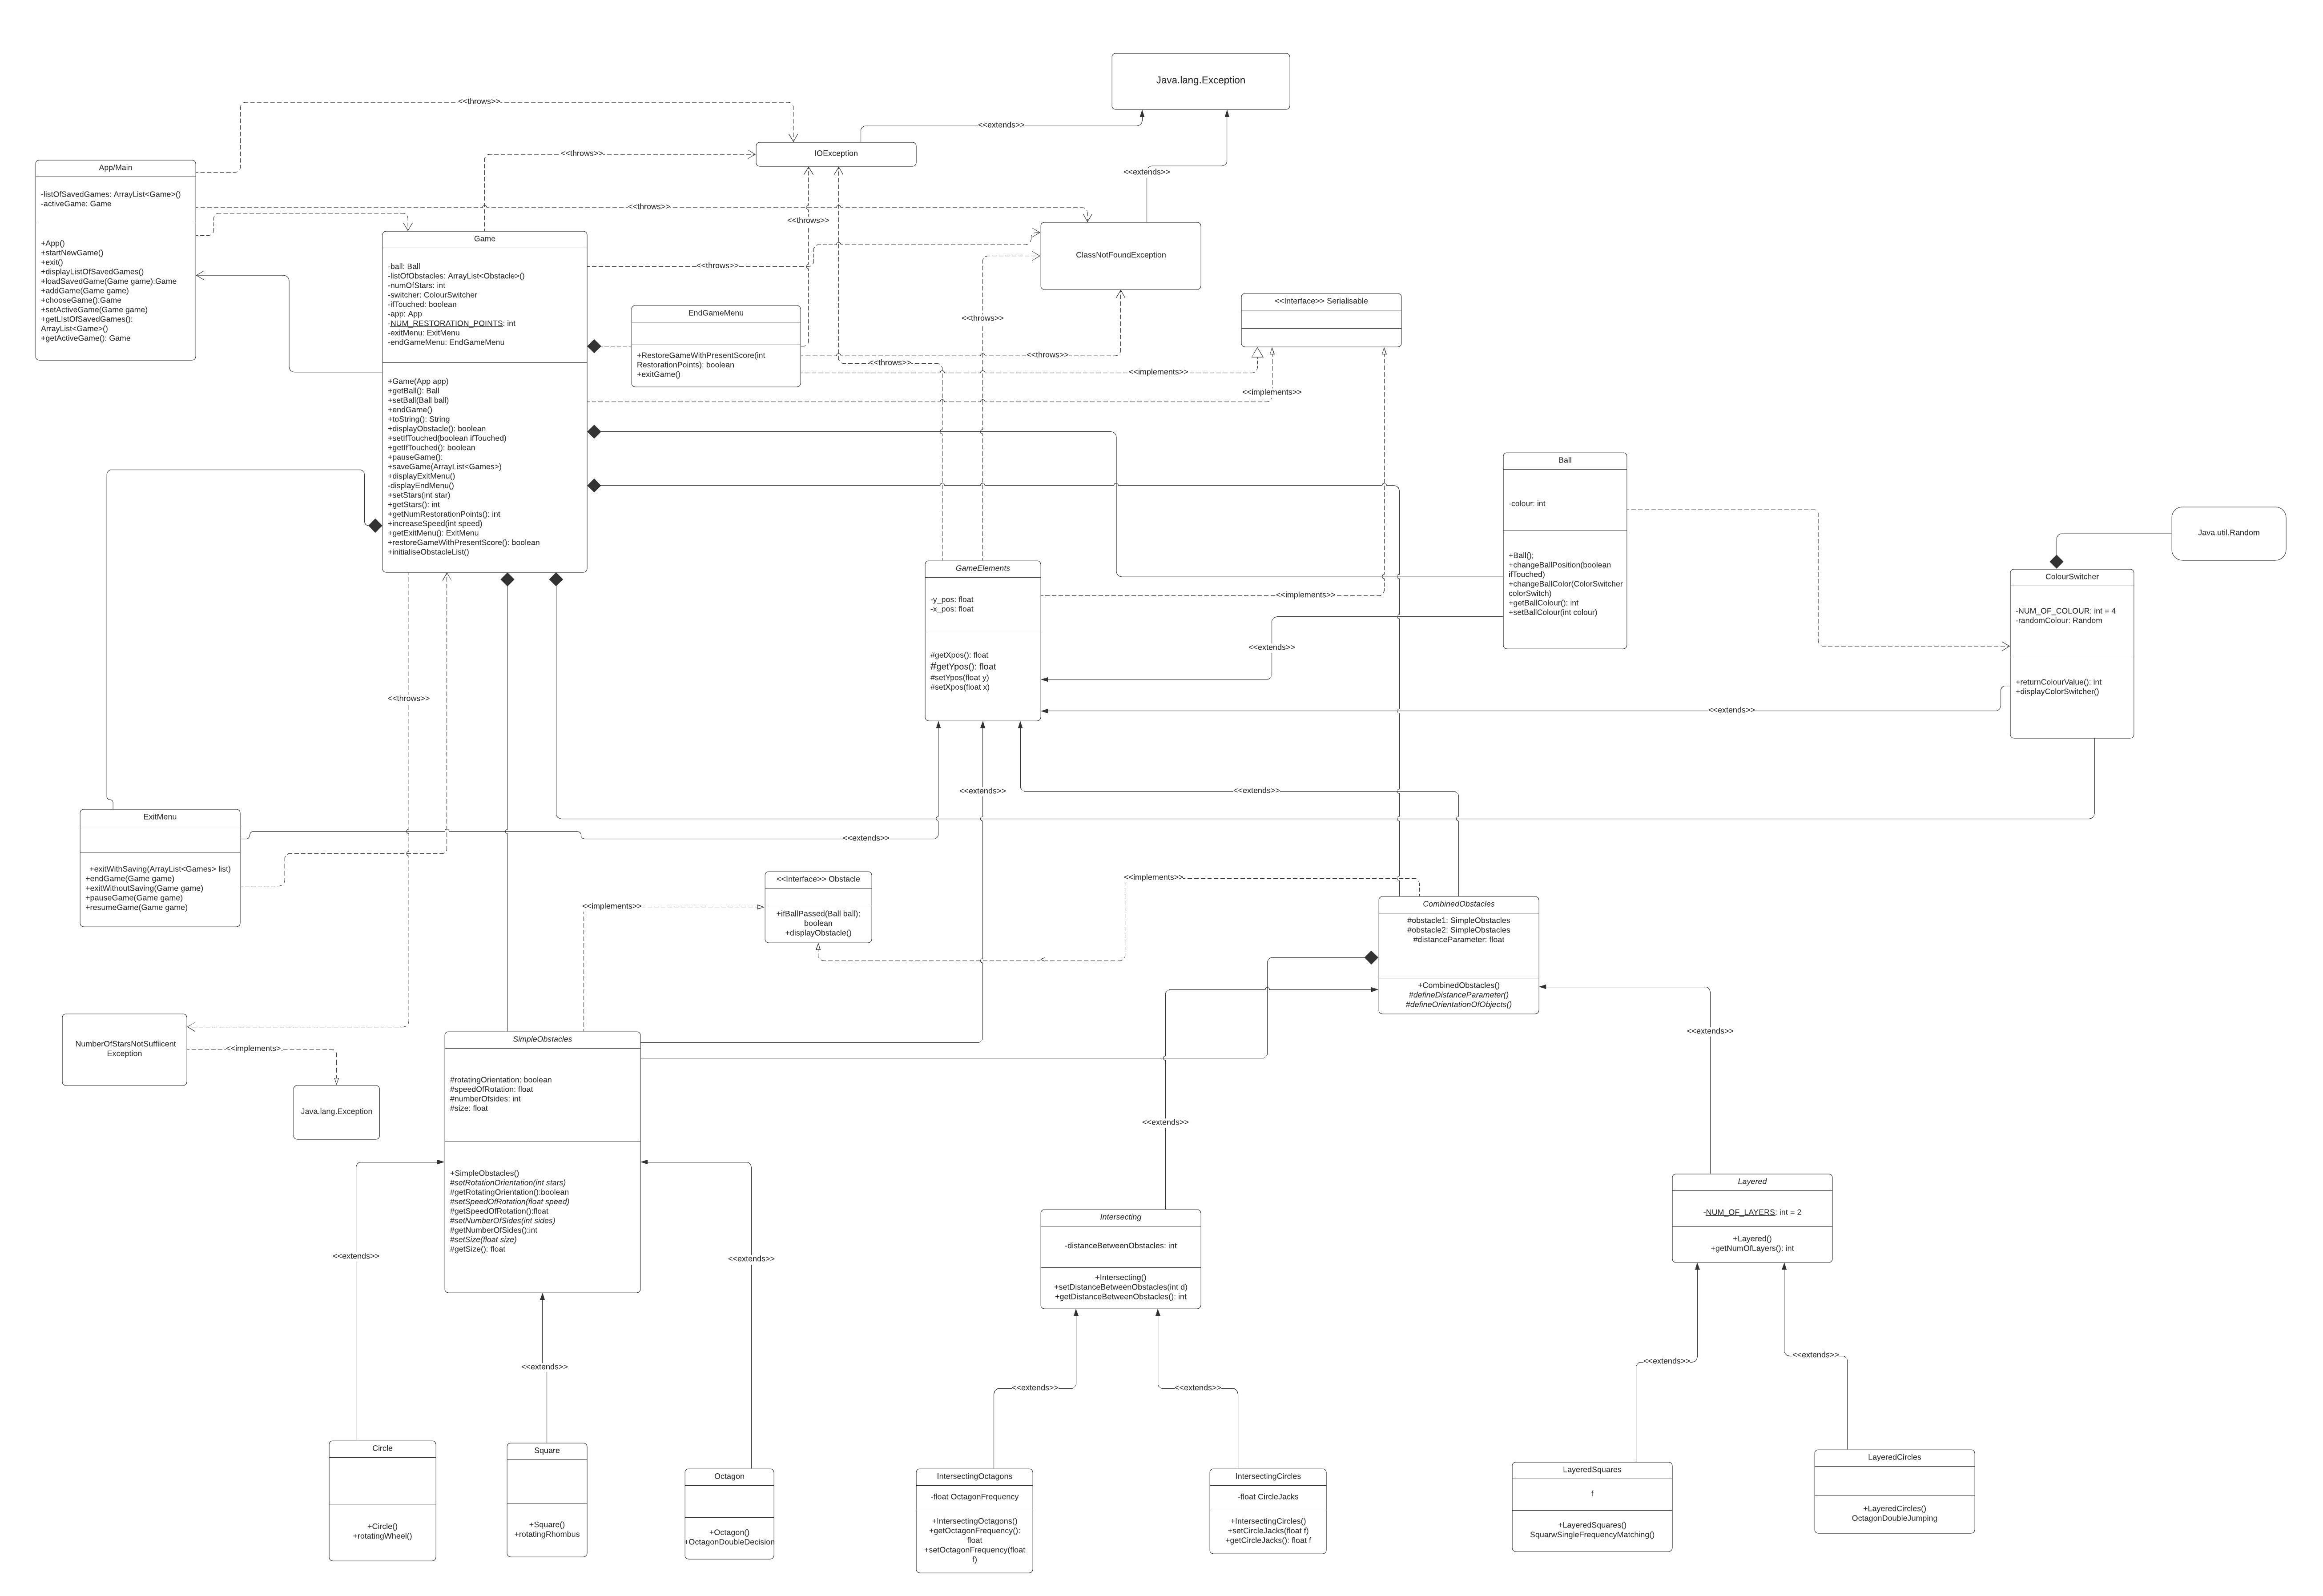 Java.lang.Exception
<<throws>>
<<extends>>
IOException
<<throws>>
<<extends>>
App/Main
-listOfSavedGames: ArrayList<Game>()
-activeGame: Game
+App()
+startNewGame()
+exit()
+displayListOfSavedGames()
+loadSavedGame(Game game):Game
+addGame(Game game)
+chooseGame():Game
+setActiveGame(Game game)
+getLIstOfSavedGames():
ArrayList<Game>()
+getActiveGame): Game
<<throws>>
<<throws>>
ClassNotFoundException
<<throws>>
Game
-ball: Ball
-listOfObstacles: ArrayList<Obstacle>()
-numOfStars: int
-switcher: ColourSwitcher
-ifTouched: boolean
-app: App
-NUM_RESTORATION_POINTS: int
-exitMenu: ExitMenu
-endGameMenu: EndGameMenu
+Game(App app)
+getBall(): Ball
+setBall(Ball ball)
+endGame()
+toString(): String
+displayObstacle(): boolean
+setIfTouched(boolean ifTouched)
+getIfTouched(): boolean
+pauseGame():
+saveGame(ArrayList<Games>)
+displayExitMenu()
-displayEndMenu()
+setStars(int star)
+getStars(): int
+getNumRestorationPoints(): int
+increaseSpeed(int speed)
+getExitMenu(): ExitMenu
+restoreGameWithPresentScore(): boolean
+initialiseObstacleList()
EndGameMenu
+RestoreGameWithPresentScore(int
RestorationPoints): boolean
+exitGame()
<<throws>>
<<throws>>
<<throws>>
<<Interface>> Serialisable
<<implements>>
<<implements>>
Ball
-colour: int
+Ball();
+changeBallPosition(boolean
ifTouched)
+changeBallColor(ColorSwitcher
colorSwitch)
+getBallColour(): int
+setBallColour(int colour)
Java.util.Random
ColourSwitcher
-NUM_OF_COLOUR: int = 4
-randomColour: Random
+returnColourValue(): int
+displayColorSwitcher()
GameElements
-y_pos: float
-x_pos: float
#getXpos(): float
#getYpos(): float
#setYpos(float y)
#setXpos(float x)
<<implements>>
<<extends>>
<<extends>>
<<throws>>
<<extends>>
<<extends>>
<<extends>>
ExitMenu
+exitWithSaving(ArrayList<Games> list)
+endGame(Game game)
+exitWithoutSaving(Game game)
+pauseGame(Game game)
+resumeGame(Game game)
<<Interface>> Obstacle
+ifBallPassed(Ball ball):
boolean
+displayObstacle()
<<implements>>
<<implements>>
<
CombinedObstacles
#obstacle1: SimpleObstacles
#obstacle2: SimpleObstacles
#distanceParameter: float
+CombinedObstacles()
#defineDistanceParameter()
#defineOrientationOfObjects()
NumberOfStarsNotSuffiicent
Exception
<<implements>
Java.lang.Exception
SimpleObstacles
#rotatingOrientation: boolean
#speedOfRotation: float
#numberOfsides: int
#size: float
+SimpleObstacles()
#setRotationOrientation(int stars)
#getRotatingOrientation():boolean
#setSpeedOfRotation(float speed)
#getSpeedOfRotation():float
#setNumberOfSides(int sides)
#getNumberOfSides():int
#setSize(float size)
#getSize(): float
<<extends>>
<<extends>>
<<extends>>
<<extends>>
<<extends>>
Intersecting
-distanceBetweenObstacles: int
+Intersecting()
+setDistanceBetweenObstacles(int d)
+getDistanceBetweenObstacles(): int
Layered
-NUM_OF_LAYERS: int = 2
+Layered()
+getNumOfLayers(): int
<<extends>>
<<extends>>
<<extends>>
<<extends>>
<<extends>>
Circle
+Circle()
+rotatingWheel()
Square
+Square()
+rotatingRhombus
Octagon
+Octagon()
+OctagonDoubleDecision
IntersectingOctagons
-float OctagonFrequency
+IntersectingOctagons()
+getOctagonFrequency():
float
+setOctagonFrequency(float
f)
IntersectingCircles
-float CircleJacks
+IntersectingCircles()
+setCircleJacks(float f)
+getCircleJacks(): float f
LayeredSquares
f
+LayeredSquares()
SquarwSingleFrequencyMatching()
LayeredCircles
+LayeredCircles()
OctagonDoubleJumping